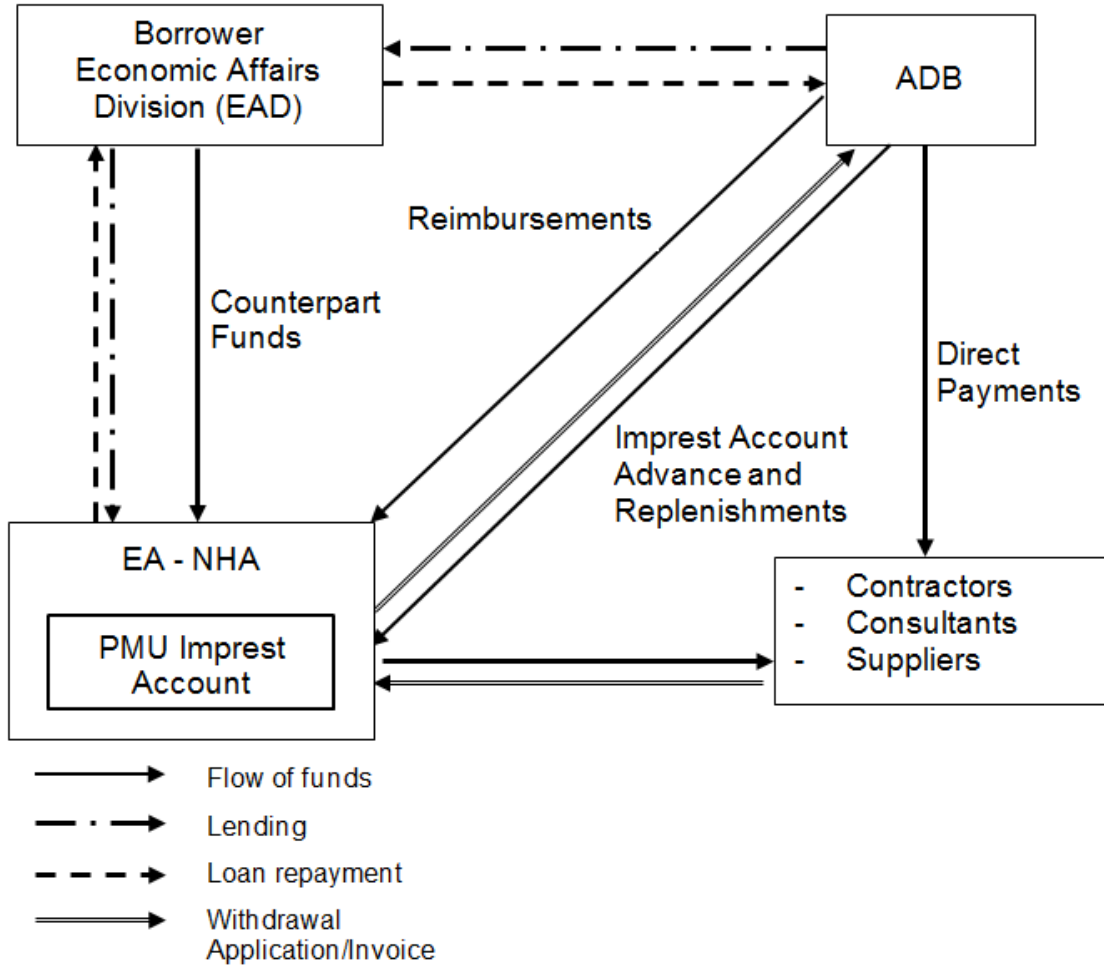 Borrower
Economic Affairs
Division (EAD)
ADB
Reimbursements
Counterpart
Funds
Direct
Payments
Imprest Account
Advance and
Replenishments
EA - NHA
PMU Imprest
Account
- Contractors
- Consultants
- Suppliers
Flow of funds
Lending
Loan repayment
Withdrawal
Application/Invoice